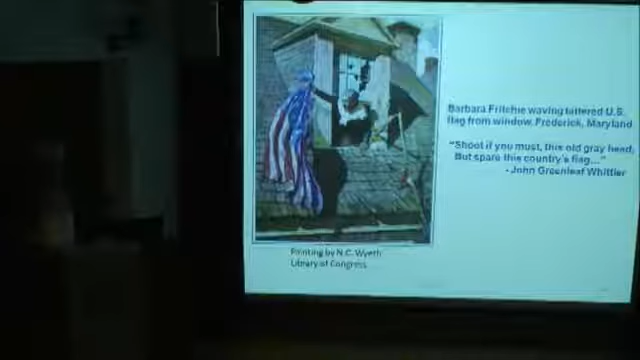 Barbara Fritchie waving tattered U.S.
flag from window. Frederick, Maryland
"Shoot if you must, this old gray head,
But spare this country's flag..."
- John Greenleaf Whittier
Painting by N.C. Wyeth
Library of Congress